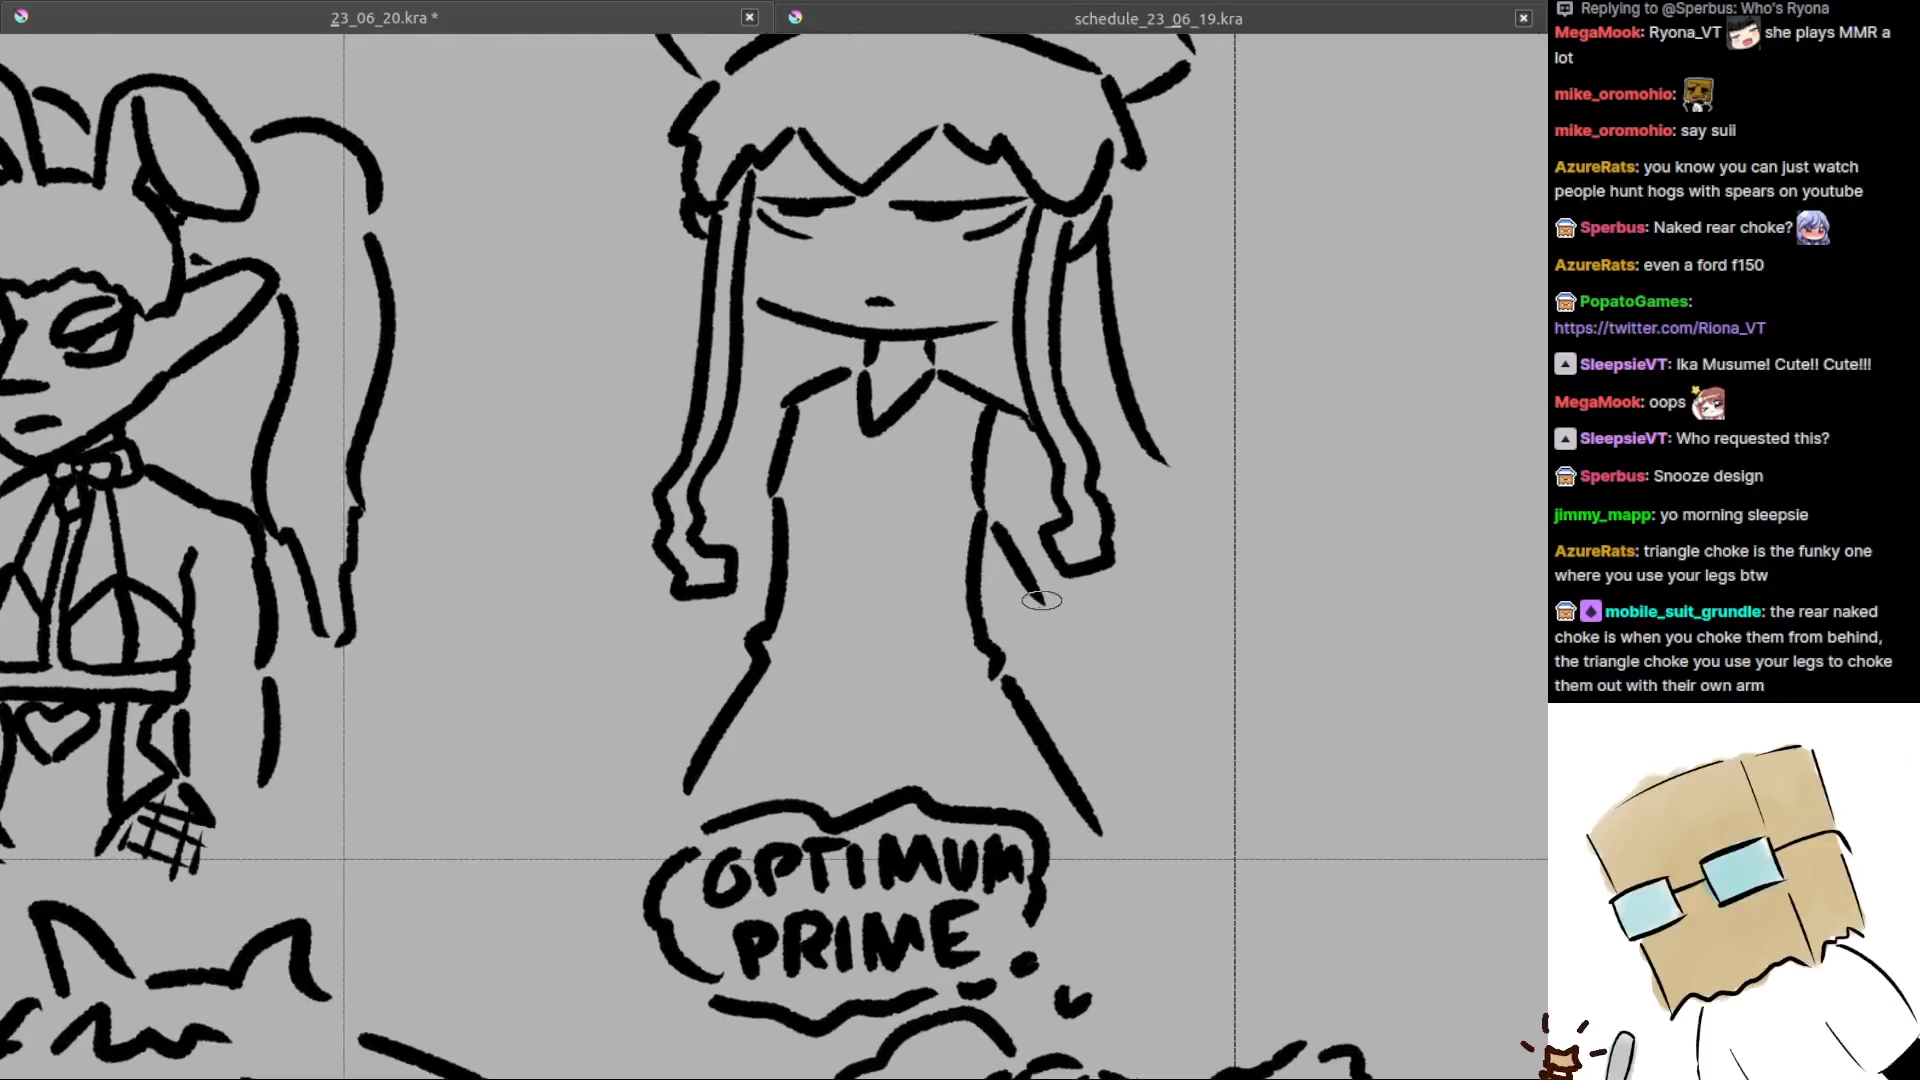 23_06_20.kra *
schedule_23_06_19.kra
OPTIMUM
PRIME
Replying to @Sperbus: Who's Ryona
MegaMook: Ryona_VT she plays MMR a
lot
mike_oromohio:
mike_oromohio: say suii
AzureRats: you know you can just watch
people hunt hogs with spears on youtube
Sperbus: Naked rear choke?
AzureRats: even a ford f150
PopatoGames:
https://twitter.com/Riona_VT
SleepsieVT: Ika Musume! Cute!! Cute!!!
MegaMook: oops
SleepsieVT: Who requested this?
Sperbus: Snooze design
jimmy_mapp: yo morning sleepsie
AzureRats: triangle choke is the funky one
where you use your legs btw
mobile_suit_grundle: the rear naked
choke is when you choke them from behind,
the triangle choke you use your legs to choke
them out with their own arm